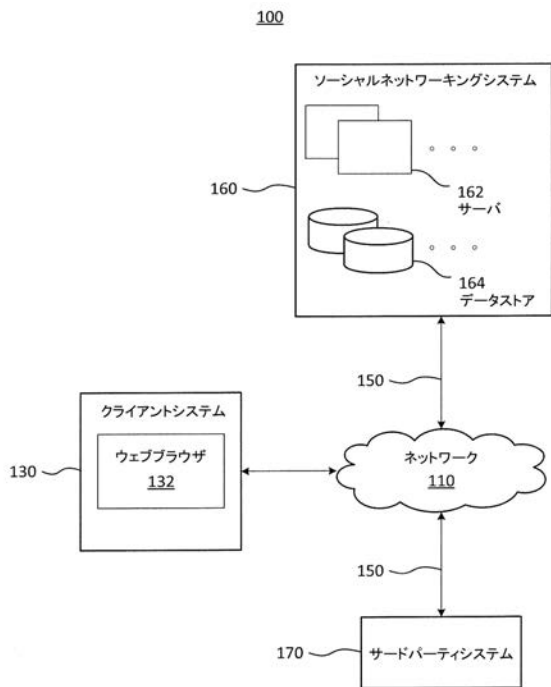 100
ソーシャルネットワーキングシステム
160
162
サーバ
164
データストア
150
クライアントシステム
ウェブブラウザ
132
130
ネットワーク
110
150
170
サードパーティシステム